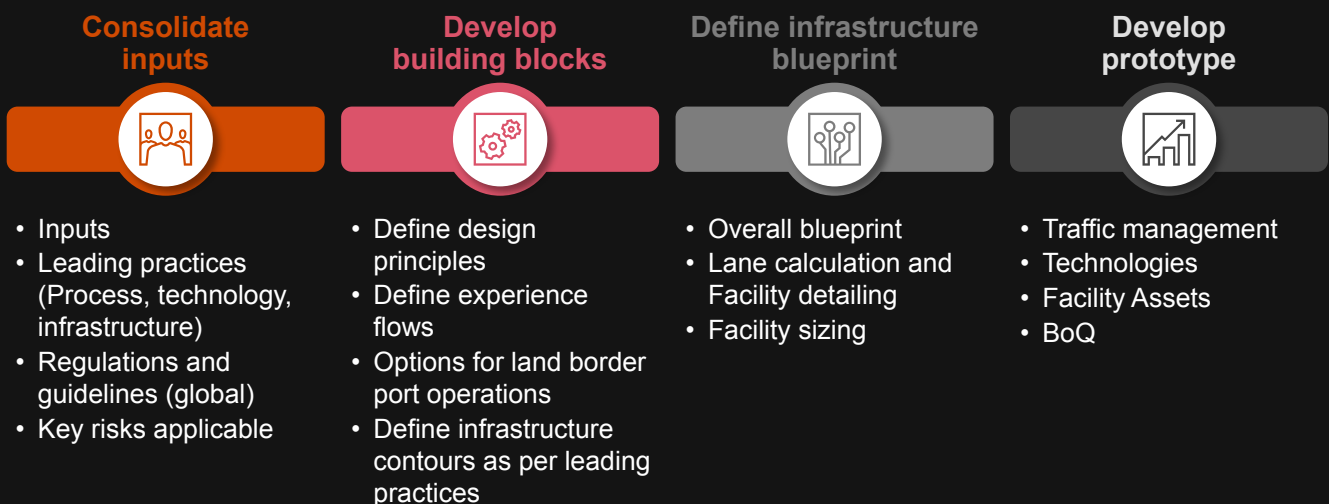 Consolidate
inputs
• Inputs
• Leading practices
(Process, technology,
infrastructure)
• Regulations and
guidelines (global)
• Key risks applicable
Develop
building blocks
• Define design
principles
• Define experience
flows
• Options for land border
port operations
• Define infrastructure
contours as per leading
practices
Define infrastructure
blueprint
• Overall blueprint
• Lane calculation and
Facility detailing
• Facility sizing
Develop
prototype
• Traffic management
• Technologies
• Facility Assets
• BoQ